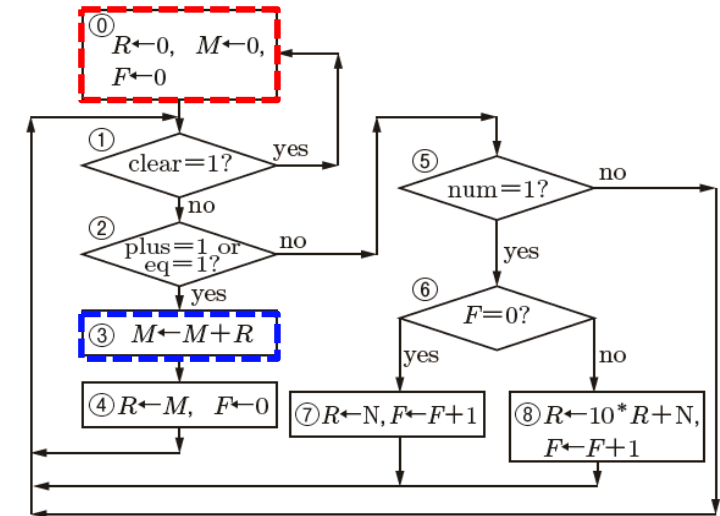 ⓪
R←0, M←0,
F←0
①
clear=1?
yes
no
②
plus=1 or
eq=1?
no
yes
③ M←M+R
④R←M, F←0
⑤
num=1?
no
yes
⑥
F=0?
yes
no
⑦R←N,F←F+1
⑧R←10*R+N,
F←F+1